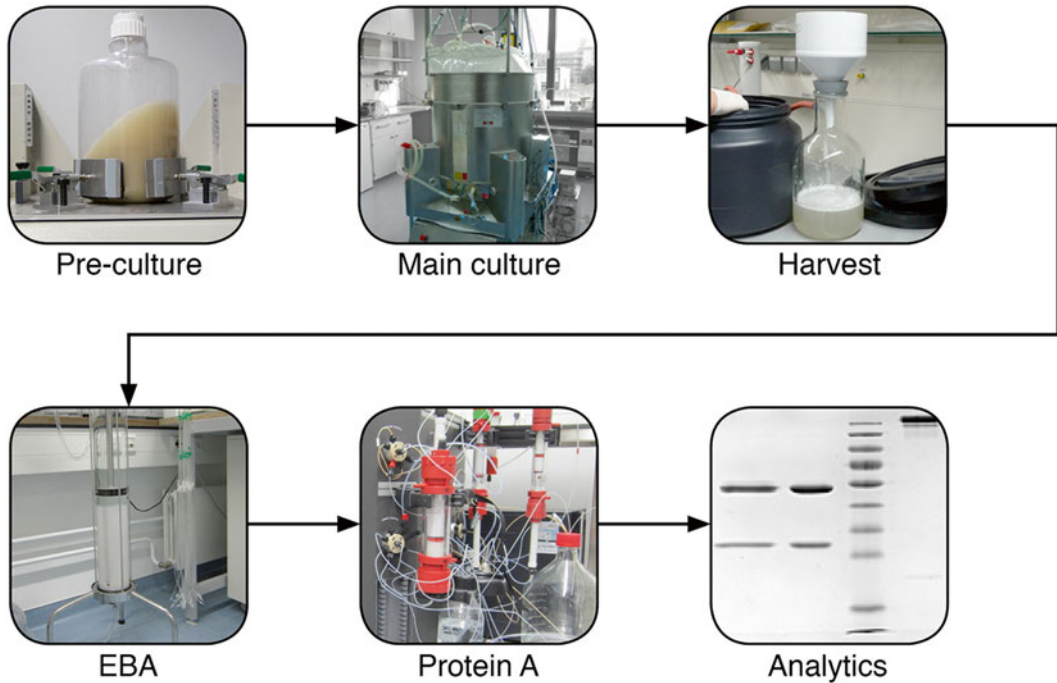 Pre-culture
Main culture
Harvest
EBA
Protein A
Analytics